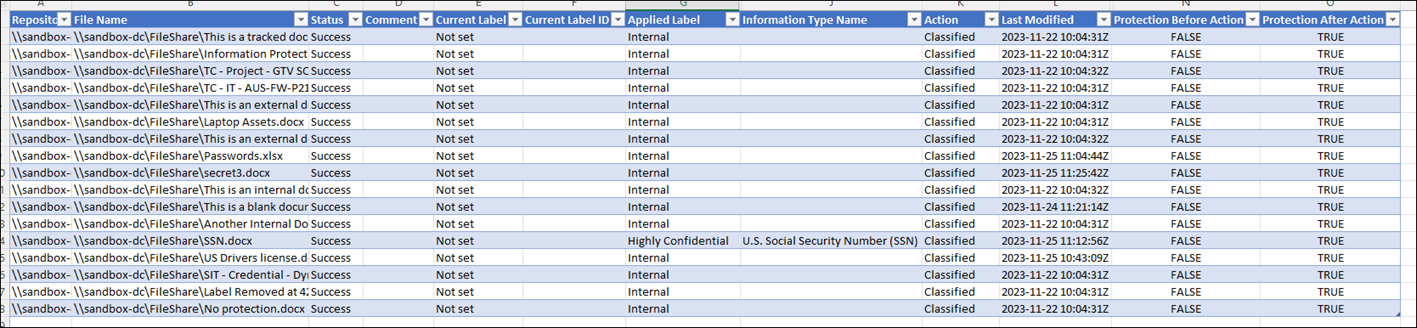 A B C D E F G J K L N O
Reposito File Name Status Comment Current Label Current Label ID Applied Label Information Type Name Action Last Modified Protection Before Action Protection After Action
\\sandbox- \\sandbox-dc\FileShare\This is a tracked doc Success Not set Internal Classified 2023-11-22 10:04:31Z FALSE TRUE
\\sandbox- \\sandbox-dc\FileShare\Information Protect Success Not set Internal Classified 2023-11-22 10:04:31Z FALSE TRUE
\\sandbox- \\sandbox-dc\FileShare\TC - Project - GTV SC Success Not set Internal Classified 2023-11-22 10:04:32Z FALSE TRUE
\\sandbox- \\sandbox-dc\FileShare\TC - IT - AUS-FW-P21 Success Not set Internal Classified 2023-11-22 10:04:32Z FALSE TRUE
\\sandbox- \\sandbox-dc\FileShare\This is an external d Success Not set Internal Classified 2023-11-22 10:04:31Z FALSE TRUE
\\sandbox- \\sandbox-dc\FileShare\Laptop Assets.docx Success Not set Internal Classified 2023-11-22 10:04:31Z FALSE TRUE
\\sandbox- \\sandbox-dc\FileShare\This is an external d Success Not set Internal Classified 2023-11-22 10:04:32Z FALSE TRUE
\\sandbox- \\sandbox-dc\FileShare\Passwords.xlsx Success Not set Internal Classified 2023-11-25 11:04:44Z FALSE TRUE
0 \\sandbox- \\sandbox-dc\FileShare\secret3.docx Success Not set Internal Classified 2023-11-25 11:25:42Z FALSE TRUE
1 \\sandbox- \\sandbox-dc\FileShare\This is an internal dc Success Not set Internal Classified 2023-11-22 10:04:32Z FALSE TRUE
2 \\sandbox- \\sandbox-dc\FileShare\This is a blank docur Success Not set Internal Classified 2023-11-24 11:21:14Z FALSE TRUE
3 \\sandbox- \\sandbox-dc\FileShare\Another Internal Do Success Not set Internal Classified 2023-11-22 10:04:31Z FALSE TRUE
4 \\sandbox- \\sandbox-dc\FileShare\SSN.docx Success Not set Highly Confidential U.S. Social Security Number (SSN) Classified 2023-11-25 11:12:56Z FALSE TRUE
5 \\sandbox- \\sandbox-dc\FileShare\US Drivers license.d Success Not set Internal Classified 2023-11-25 10:43:09Z FALSE TRUE
6 \\sandbox- \\sandbox-dc\FileShare\SIT - Credential - Dyn Success Not set Internal Classified 2023-11-22 10:04:31Z FALSE TRUE
7 \\sandbox- \\sandbox-dc\FileShare\Label Removed at 42 Success Not set Internal Classified 2023-11-22 10:04:31Z FALSE TRUE
8 \\sandbox- \\sandbox-dc\FileShare\No protection.docx Success Not set Internal Classified 2023-11-22 10:04:31Z FALSE TRUE